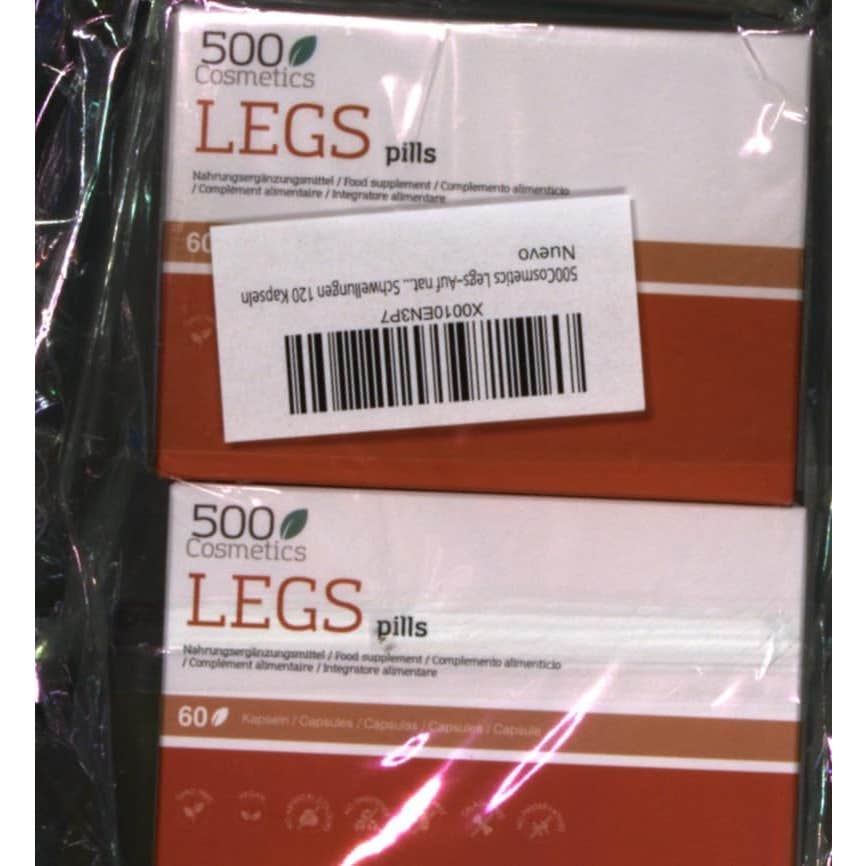 500
Cosmetics
LEGS pills
Nahrungsergänzungsmittel / Food supplement / Complemento alimenticio
/ Complément alimentaire / Integratore alimentare
60
X0010EN3P7
500Cosmetics Legs-Auf nat... Schwellungen 120 Kapseln
Nuevo
500
Cosmetics
LEGS pills
Nahrungsergänzungsmittel / Food supplement / Complemento alimenticio
/ Complément alimentaire / Integratore alimentare
60 Kapseln / Capsules / Cápsulas / Capsules / Capsule